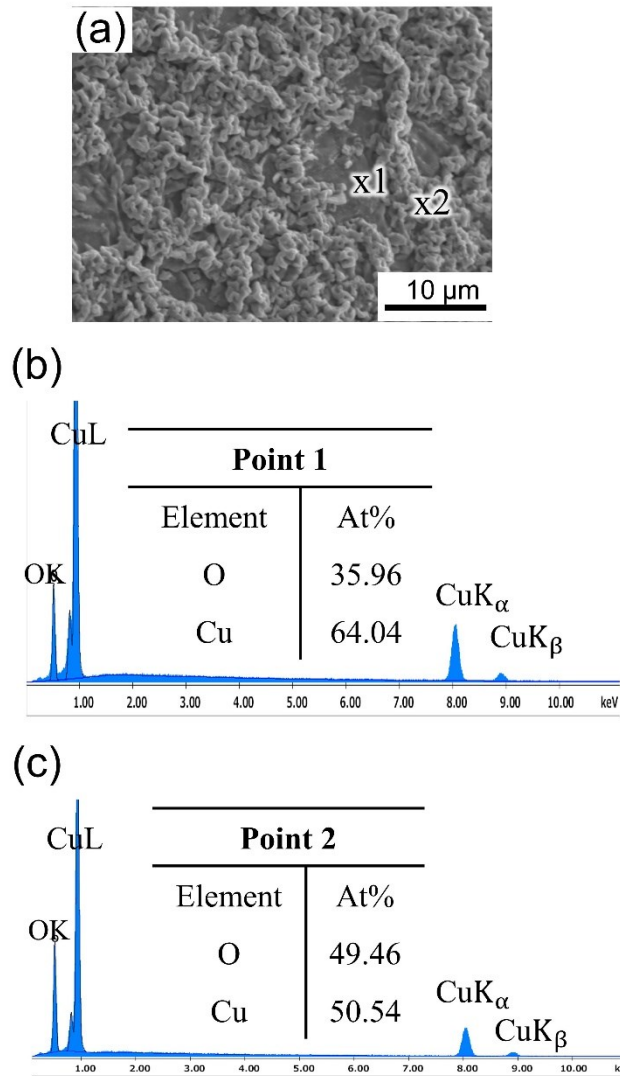 (a)
x1
x2
10 µm
(b)
CuL
Point 1
Element At%
OK
O 35.96
Cu 64.04
CuKα
CuKβ
1.00 2.00 3.00 4.00 5.00 6.00 7.00 8.00 9.00 10.00 keV
(c)
CuL
Point 2
Element At%
OK
O 49.46
Cu 50.54
CuKα
CuKβ
1.00 2.00 3.00 4.00 5.00 6.00 7.00 8.00 9.00 10.00